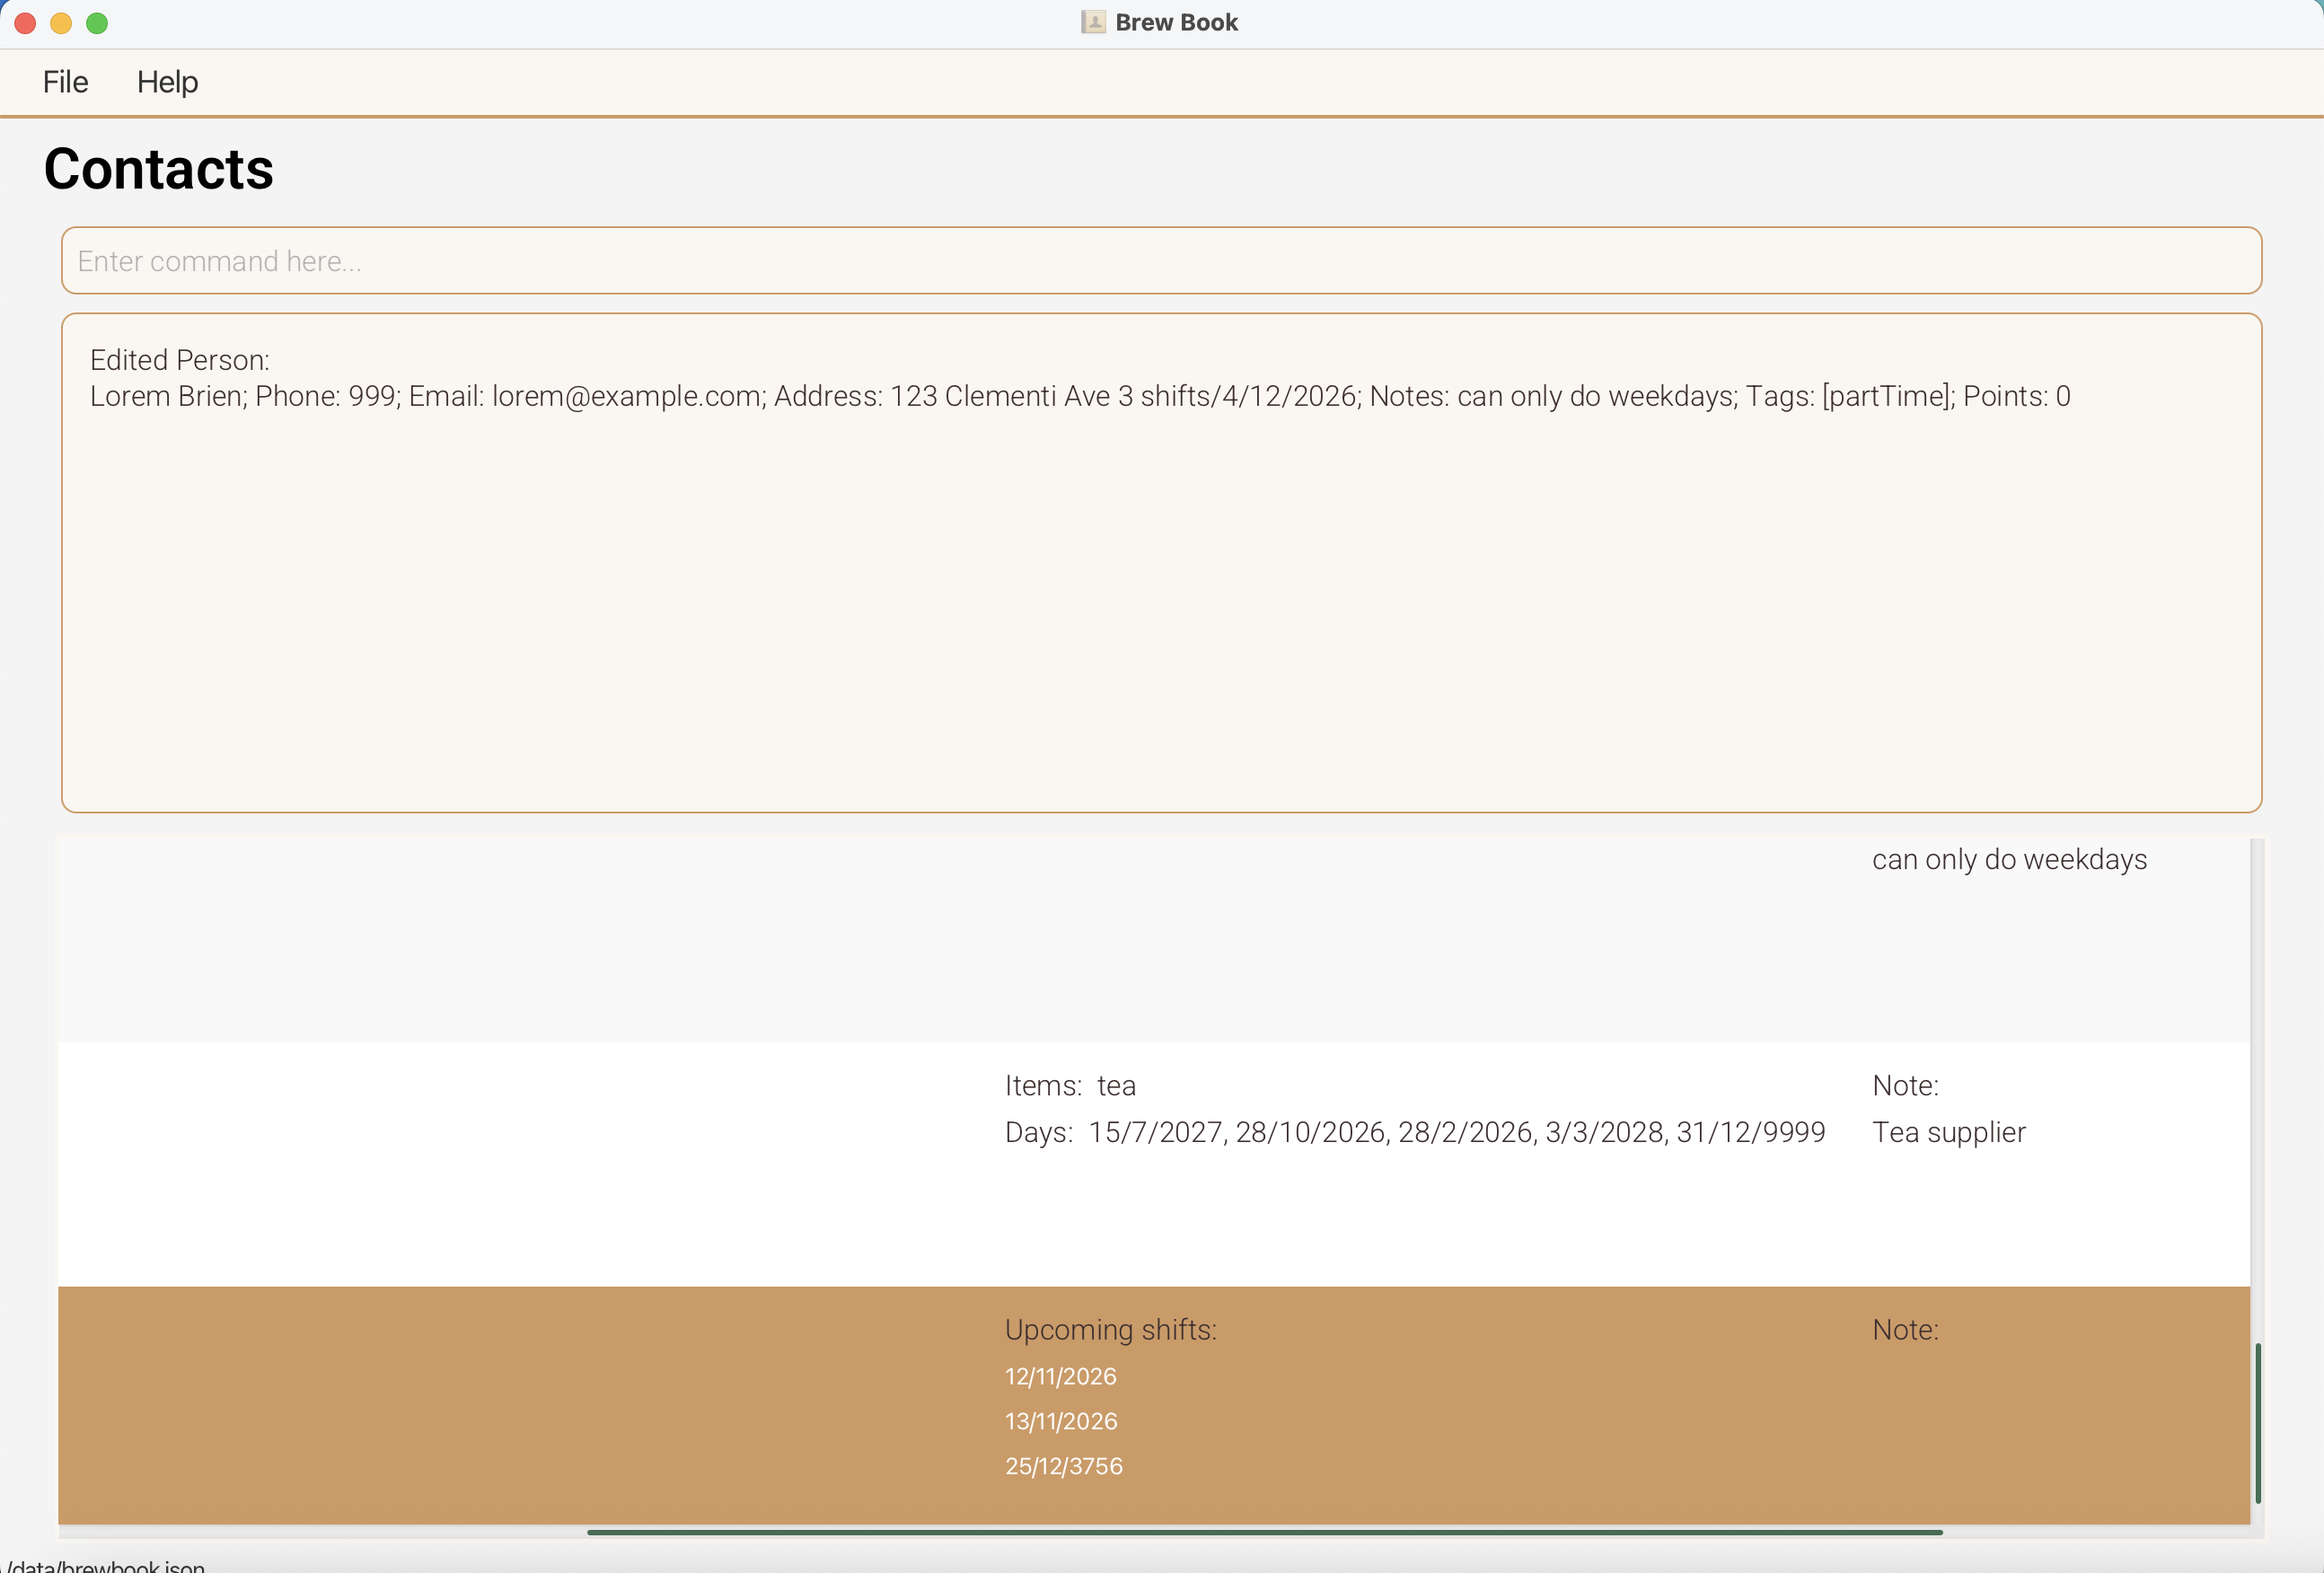 Brew Book
File Help
Contacts
Enter command here...
Edited Person:
Lorem Brien; Phone: 999; Email: lorem@example.com; Address: 123 Clementi Ave 3 shifts/4/12/2026; Notes: can only do weekdays; Tags: [partTime]; Points: 0
can only do weekdays
Items: tea Note:
Days: 15/7/2027, 28/10/2026, 28/2/2026, 3/3/2028, 31/12/9999 Tea supplier
Upcoming shifts: Note:
12/11/2026
13/11/2026
25/12/3756
/data/brewbook.json